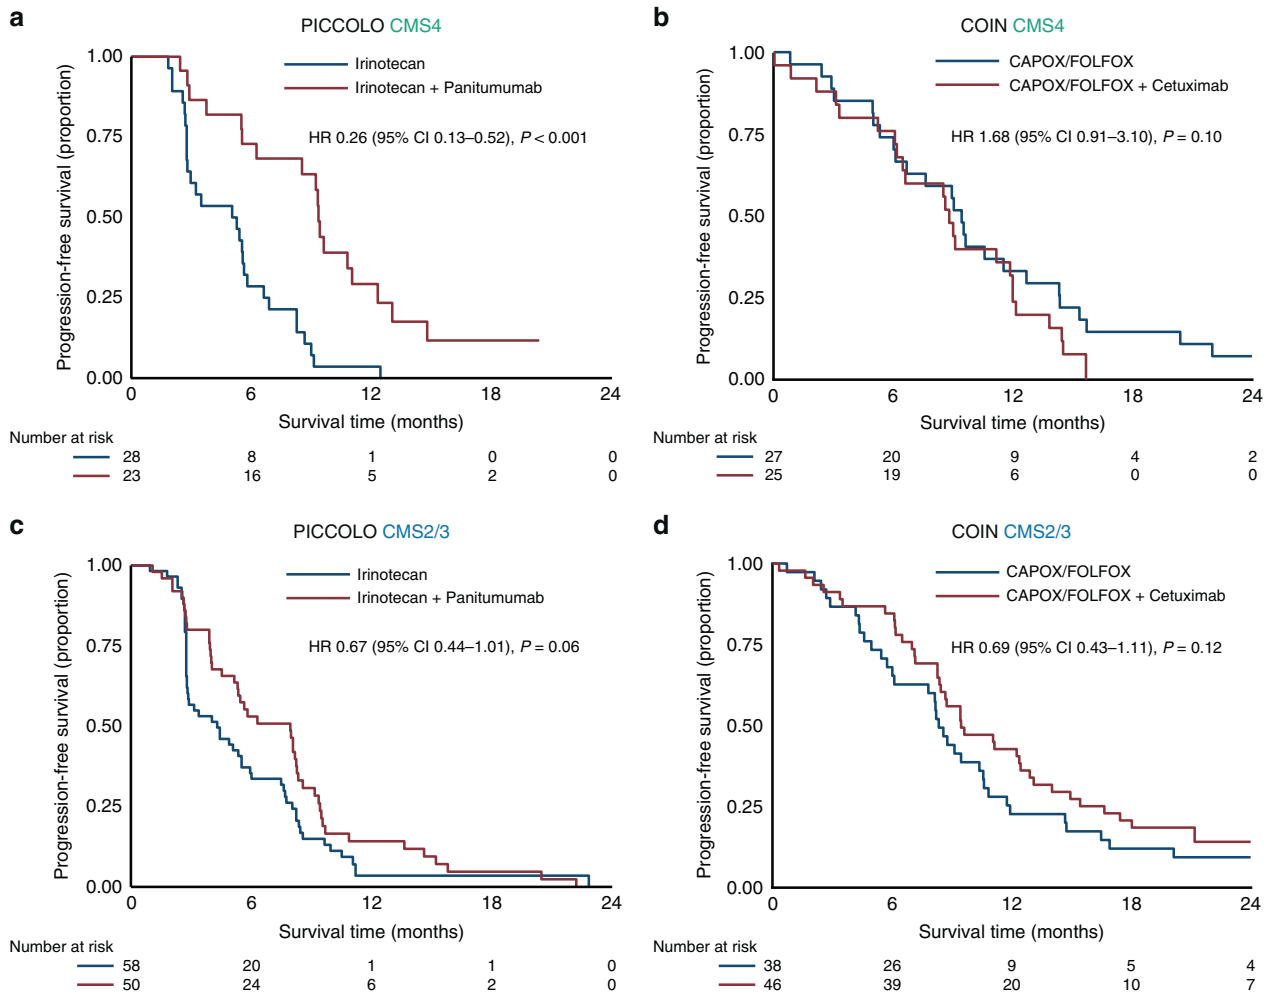 a
PICCOLO CMS4
Progression-free survival (proportion)
1.00
0.75
0.50
0.25
0.00
Irinotecan
Irinotecan + Panitumumab
HR 0.26 (95% CI 0.13–0.52), P < 0.001
0 6 12 18 24
Survival time (months)
Number at risk
28 8 1 0 0
23 16 5 2 0
b
COIN CMS4
Progression-free survival (proportion)
1.00
0.75
0.50
0.25
0.00
CAPOX/FOLFOX
CAPOX/FOLFOX + Cetuximab
HR 1.68 (95% CI 0.91–3.10), P = 0.10
0 6 12 18 24
Survival time (months)
Number at risk
27 20 9 4 2
25 19 6 0 0
c
PICCOLO CMS2/3
Progression-free survival (proportion)
1.00
0.75
0.50
0.25
0.00
Irinotecan
Irinotecan + Panitumumab
HR 0.67 (95% CI 0.44–1.01), P = 0.06
0 6 12 18 24
Survival time (months)
Number at risk
58 20 1 1 0
50 24 6 2 0
d
COIN CMS2/3
Progression-free survival (proportion)
1.00
0.75
0.50
0.25
0.00
CAPOX/FOLFOX
CAPOX/FOLFOX + Cetuximab
HR 0.69 (95% CI 0.43–1.11), P = 0.12
0 6 12 18 24
Survival time (months)
Number at risk
38 26 9 5 4
46 39 20 10 7